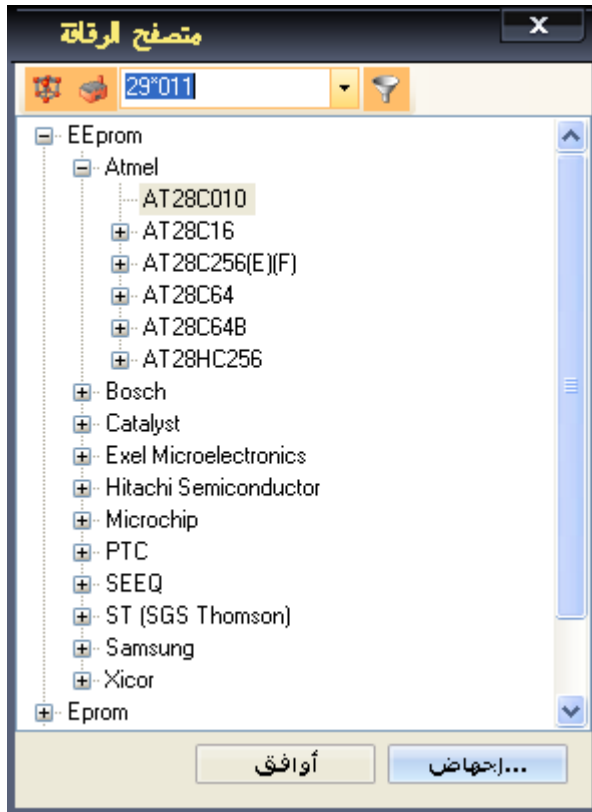 متصفح الرقاقة
29*011
EEprom
Atmel
AT28C010
AT28C16
AT28C256(E)(F)
AT28C64
AT28C64B
AT28HC256
Bosch
Catalyst
Exel Microelectronics
Hitachi Semiconductor
Microchip
PTC
SEEQ
ST (SGS Thomson)
Samsung
Xicor
Eprom
أوافق
إجهاض...